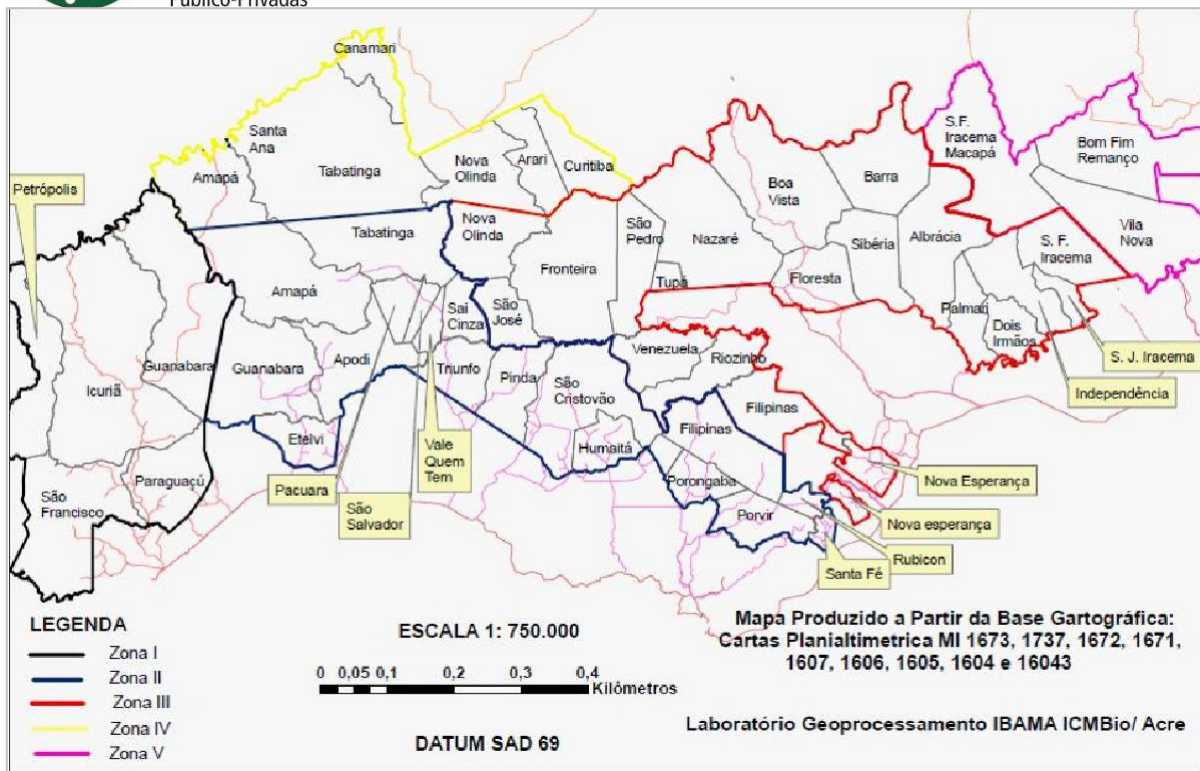 Público-Privadas
Canamari
Santa
Ana
Amapá
Tabatinga
Nova
Olinda
Arari
Curitiba
S.F.
Iracema
Macapá
Bom Fim
Remanço
Petrópolis
Boa
Vista
Barra
Tabatinga
Nova
Olinda
São
Pedro
Nazaré
Sibéria
Albrácia
Vila
Nova
S. F.
Iracema
Amapá
Fronteira
Tupá
Floresta
Sai
Cinza
São
José
Palmari
Dois
Irmãos
S. J. Iracema
Independência
Icuriã
Guanabara
Guanabara
Apodi
Triunfo
Pinda
São
Cristovão
Venezuela
Riozinho
Etelvi
Humaitá
Filipinas
Filipinas
Vale
Quem
Tem
Pacuara
São
Salvador
Paraguaçú
São
Francisco
Porongaba
Porvir
Nova Esperança
Nova esperança
Rubicon
Santa Fé
LEGENDA
Zona I
Zona II
Zona III
Zona IV
Zona V
ESCALA 1: 750.000
0 0,05 0,1 0,2 0,3 0,4
Kilômetros
DATUM SAD 69
Mapa Produzido a Partir da Base Gartográfica:
Cartas Planialtimetrica MI 1673, 1737, 1672, 1671,
1607, 1606, 1605, 1604 e 16043
Laboratório Geoprocessamento IBAMA ICMBio/ Acre